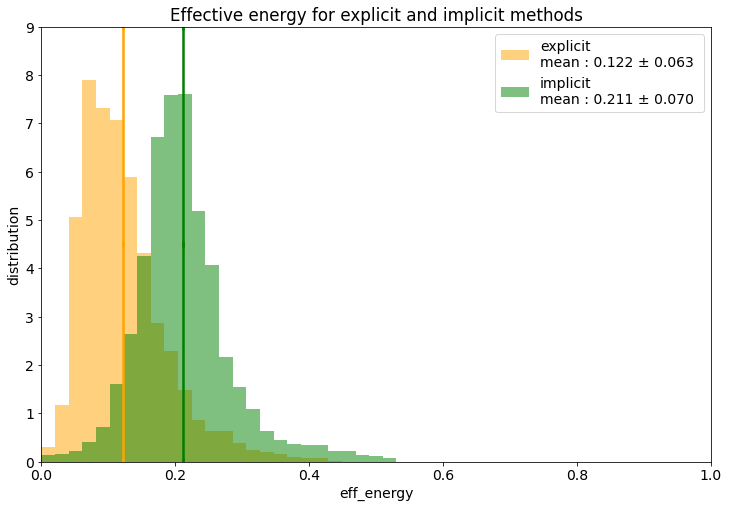 Effective energy for explicit and implicit methods
explicit
mean : 0.122 ± 0.063
implicit
mean : 0.211 ± 0.070
9
8
7
6
5
4
3
2
1
0
distribution
0.0 0.2 0.4 0.6 0.8 1.0
eff_energy